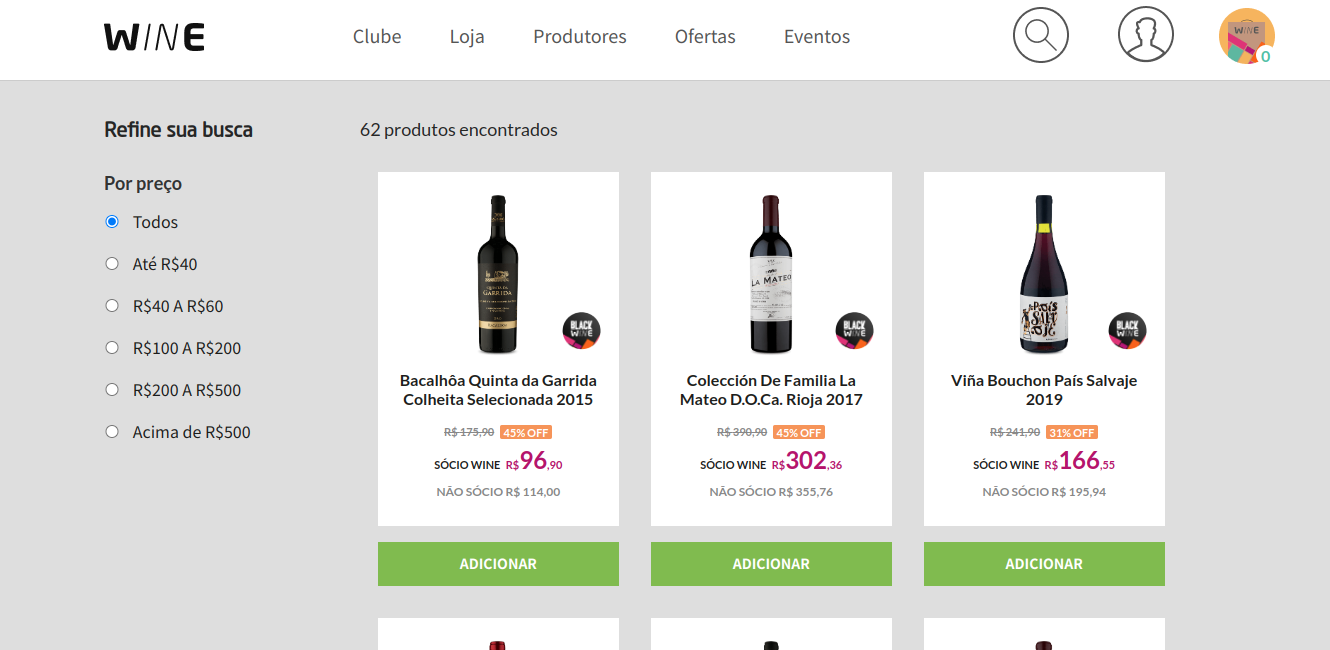 WINE
Clube
Loja
Produtores
Ofertas
Eventos
WINE
0
Refine sua busca
62 produtos encontrados
Por preço
Todos
Até R$40
R$40 A R$60
R$100 A R$200
R$200 A R$500
Acima de R$500
QUINTA DA
GARRIDA
BLACK
WINE
Bacalhôa Quinta da Garrida
Colheita Selecionada 2015
R$ 175,90 45% OFF
SÓCIO WINE R$96,90
NÃO SÓCIO R$ 114,00
ADICIONAR
LA MATEO
BLACK
WINE
Colección De Familia La
Mateo D.O.Ca. Rioja 2017
R$ 390,90 45% OFF
SÓCIO WINE R$302,36
NÃO SÓCIO R$ 355,76
ADICIONAR
BLACK
WINE
Viña Bouchon País Salvaje
2019
R$ 241,90 31% OFF
SÓCIO WINE R$166,55
NÃO SÓCIO R$ 195,94
ADICIONAR